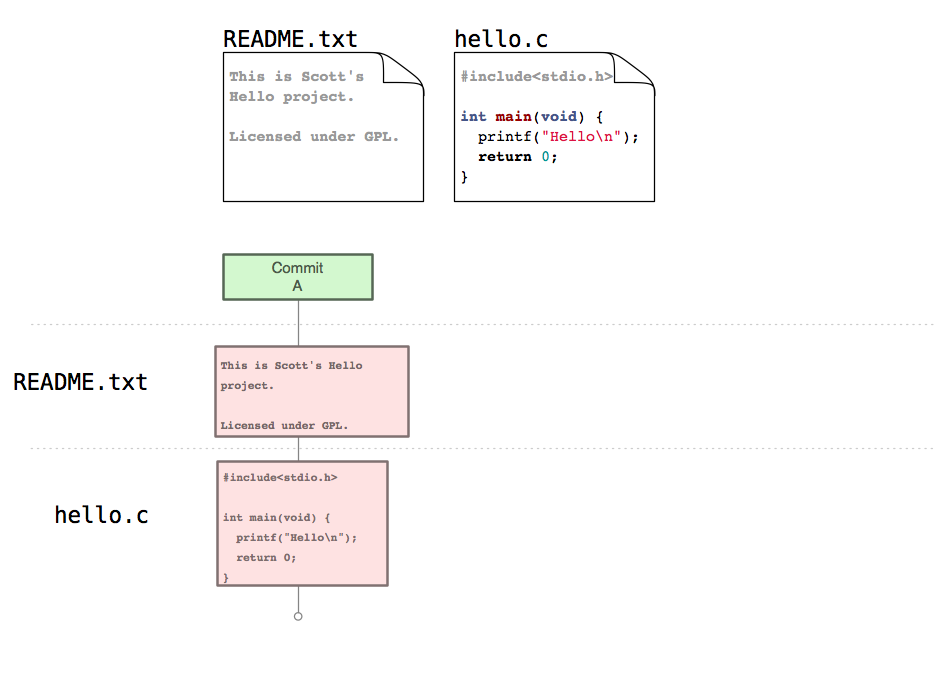 README.txt
This is Scott's
Hello project.
Licensed under GPL.
hello.c
#include<stdio.h>
int main(void) {
  printf("Hello\n");
  return 0;
}
Commit
A
README.txt
This is Scott's Hello
project.
Licensed under GPL.
hello.c
#include<stdio.h>
int main(void) {
  printf("Hello\n");
  return 0;
}